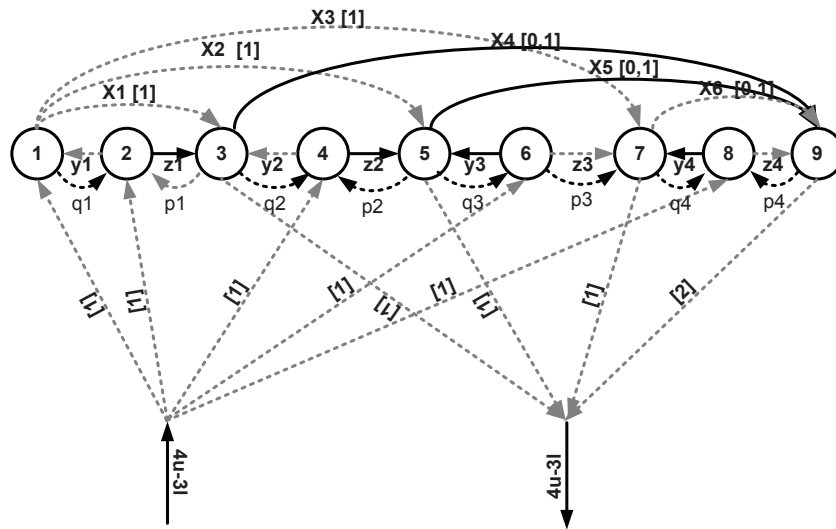 X3 [1]
X4 [0,1]
X2 [1]
X5 [0,1]
X1 [1]
X6 [0,1]
1 y1 2 z1 3 y2 4 z2 5 y3 6 z3 7 y4 8 z4 9
q1 p1 q2 p2 q3 p3 q4 p4
[1] [1] [1] [1] [1] [1] [1] [1] [2]
4u-3l 4u-3l